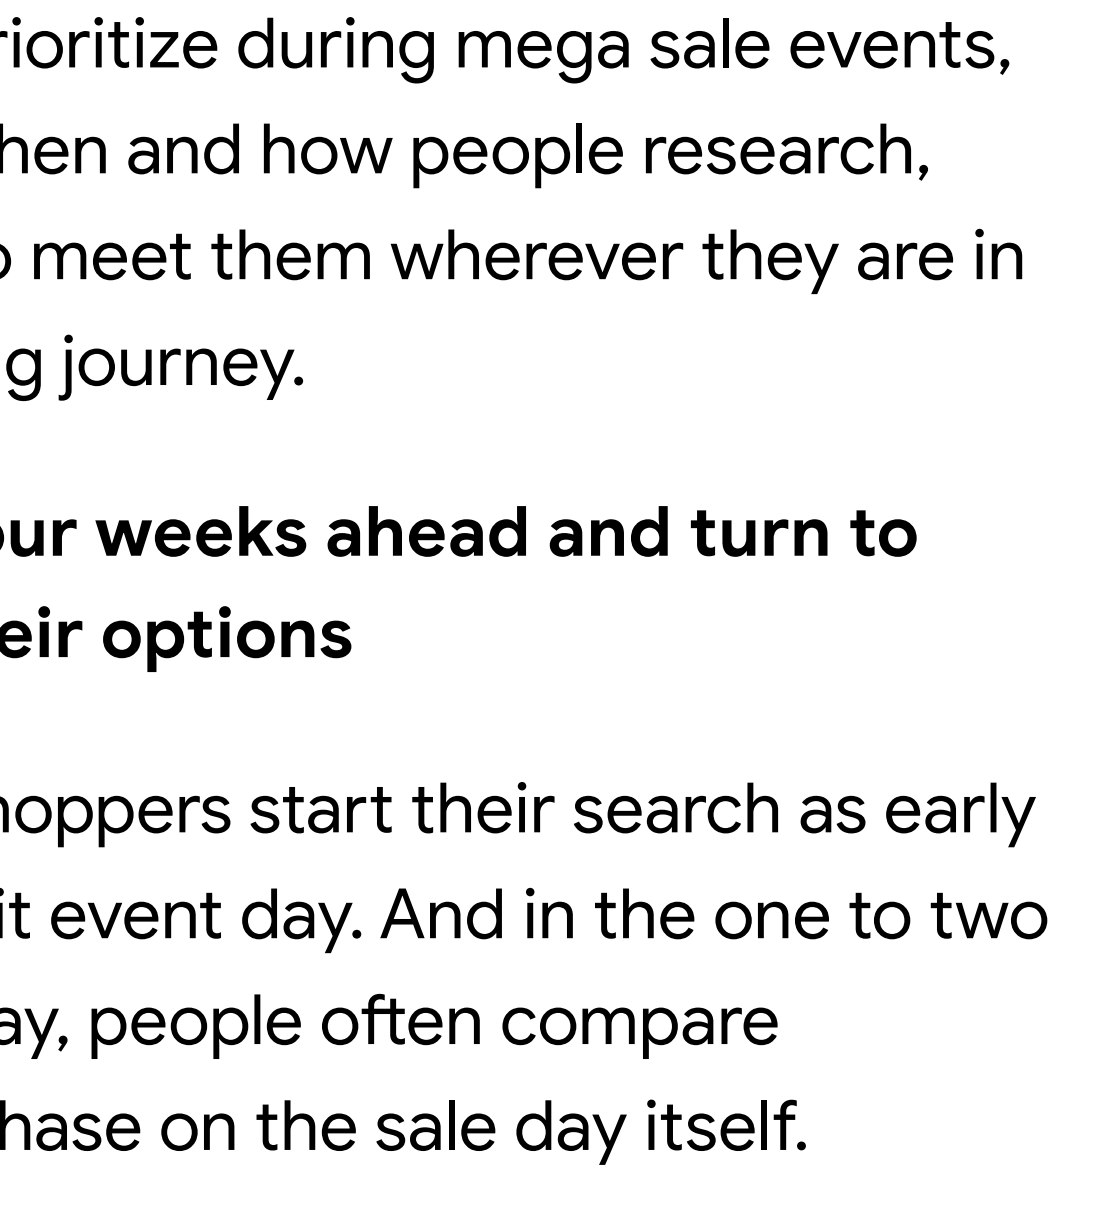 rioritize during mega sale events,
hen and how people research,
o meet them wherever they are in
g journey.
our weeks ahead and turn to
eir options
hoppers start their search as early
it event day. And in the one to two
ay, people often compare
hase on the sale day itself.